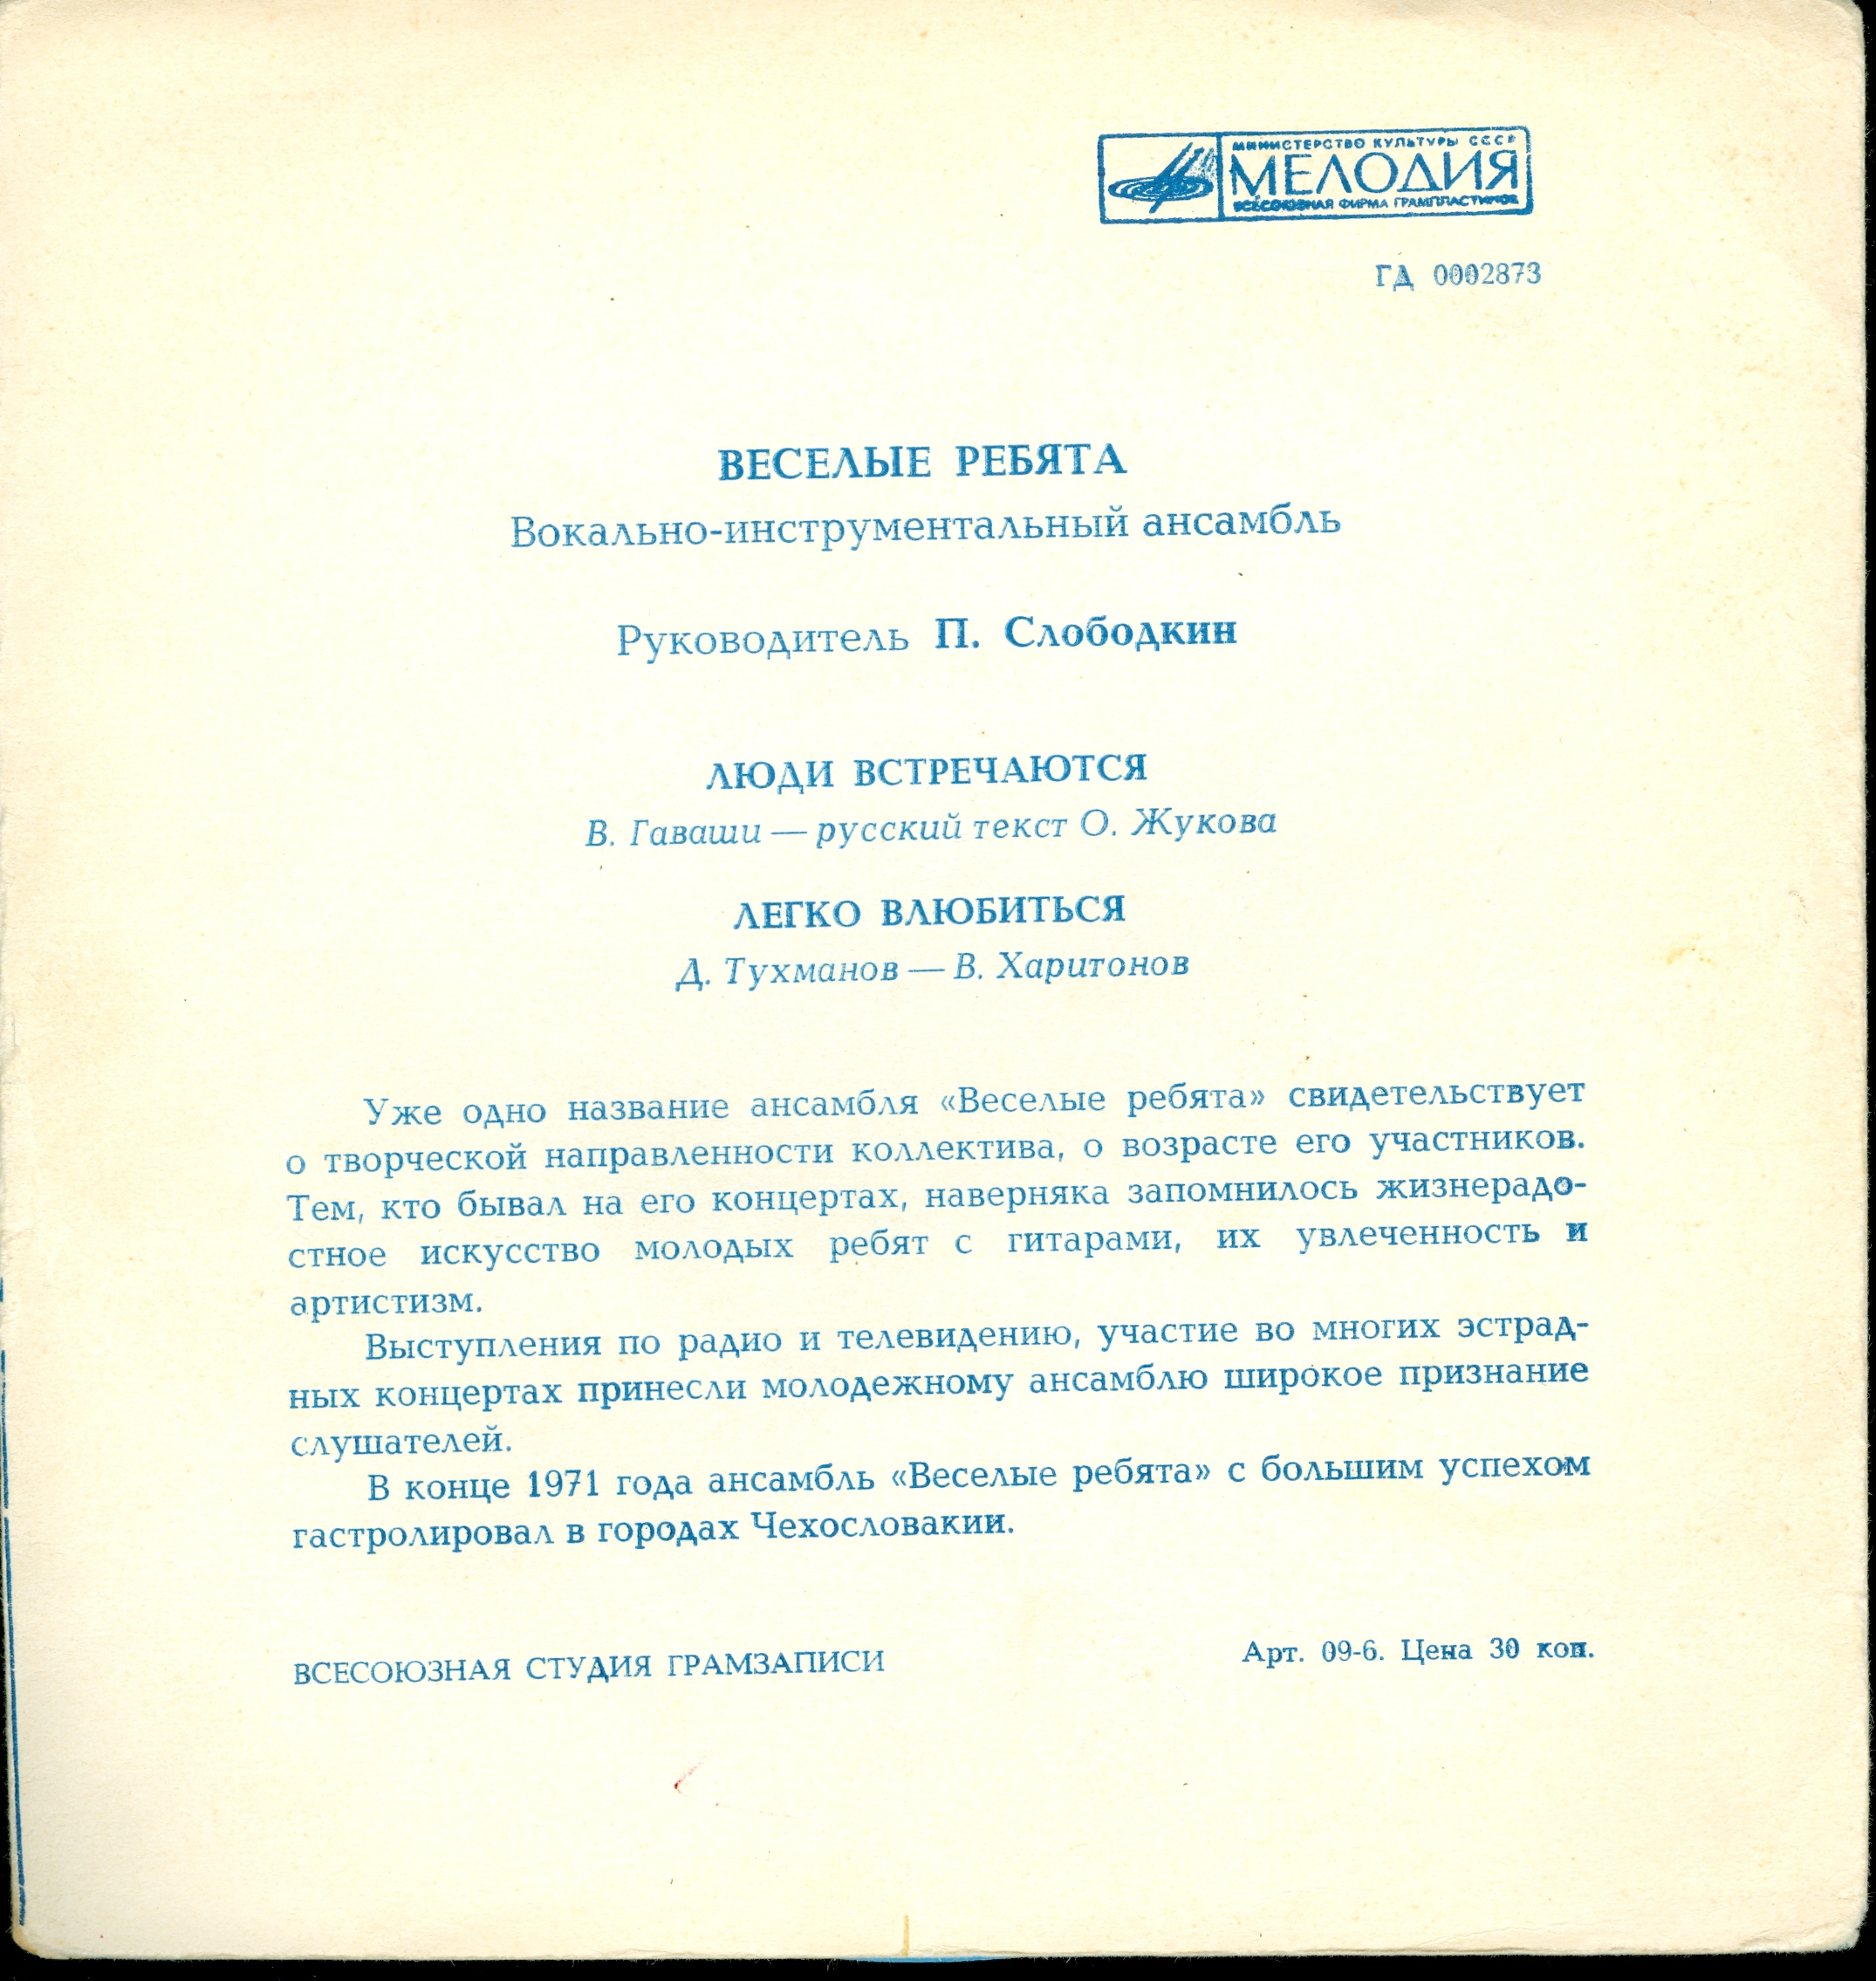 МИНИСТЕРСТВО КУЛЬТУРЫ СССР
МЕЛОДИЯ
ВСЕСОЮЗНАЯ ФИРМА ГРАМПЛАСТИНОК
ГД 0002873
ВЕСЕЛЫЕ РЕБЯТА
Вокально-инструментальный ансамбль
Руководитель П. Слободкин
ЛЮДИ ВСТРЕЧАЮТСЯ
В. Гаваши — русский текст О. Жукова
ЛЕГКО ВЛЮБИТЬСЯ
Д. Тухманов — В. Харитонов
Уже одно название ансамбля «Веселые ребята» свидетельствует
о творческой направленности коллектива, о возрасте его участников.
Тем, кто бывал на его концертах, наверняка запомнилось жизнерадо-
стное искусство молодых ребят с гитарами, их увлеченность и
артистизм.
Выступления по радио и телевидению, участие во многих эстрад-
ных концертах принесли молодежному ансамблю широкое признание
слушателей.
В конце 1971 года ансамбль «Веселые ребята» с большим успехом
гастролировал в городах Чехословакии.
ВСЕСОЮЗНАЯ СТУДИЯ ГРАМЗАПИСИ
Арт. 09-6. Цена 30 коп.